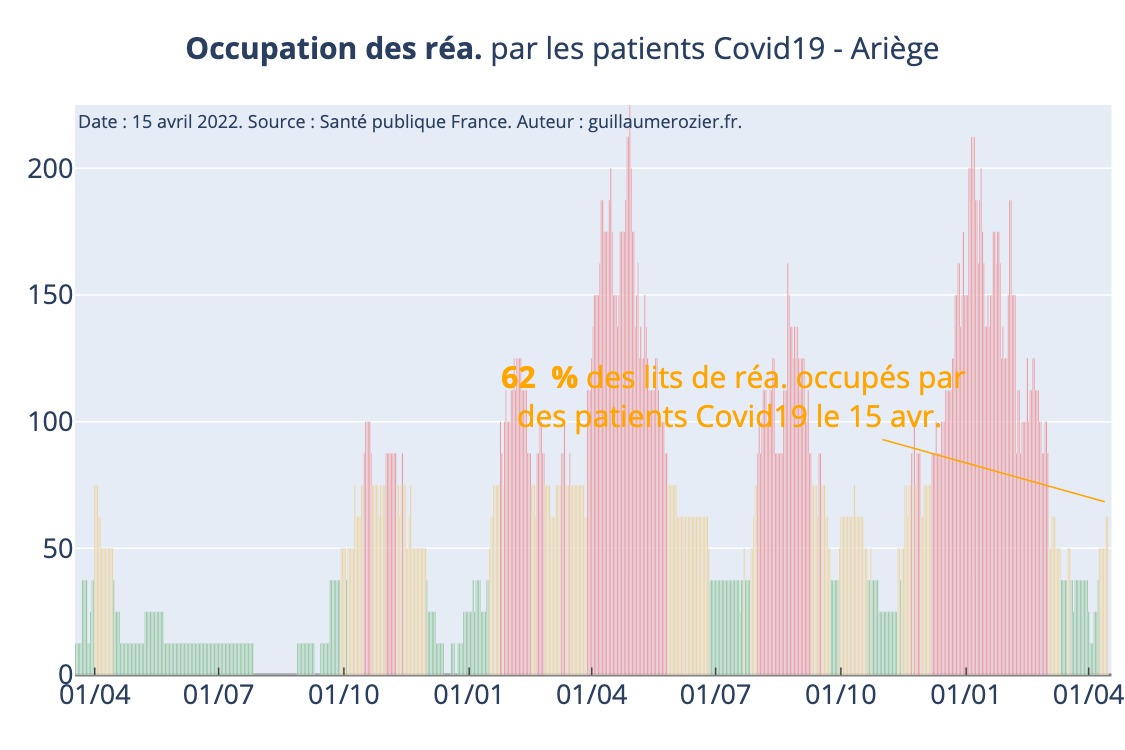 Occupation des réa. par les patients Covid19 - Ariège
Date : 15 avril 2022. Source : Santé publique France. Auteur : guillaumerozier.fr.
200
150
62 % des lits de réa. occupés par
des patients Covid19 le 15 avr.
100
50
0
01/04 01/07 01/10 01/01 01/04 01/07 01/10 01/01 01/04